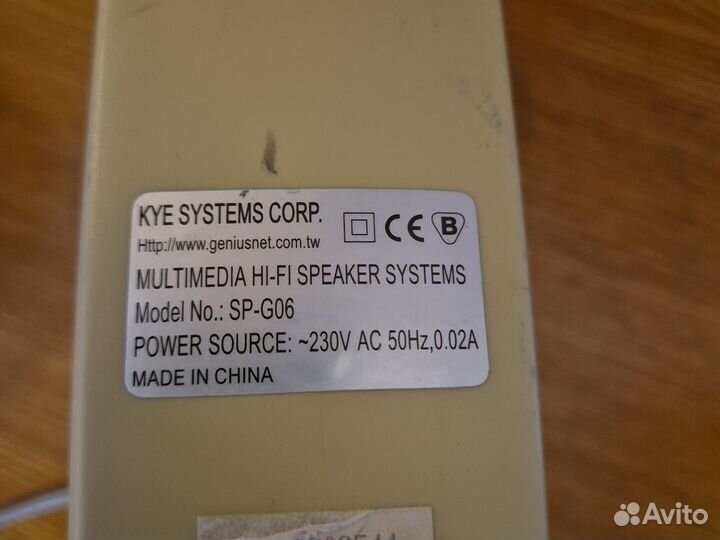 KYE SYSTEMS CORP.
Http://www.geniusnet.com.tw
CE B
MULTIMEDIA HI-FI SPEAKER SYSTEMS
Model No.: SP-G06
POWER SOURCE: ~230V AC 50Hz,0.02A
MADE IN CHINA
Avito